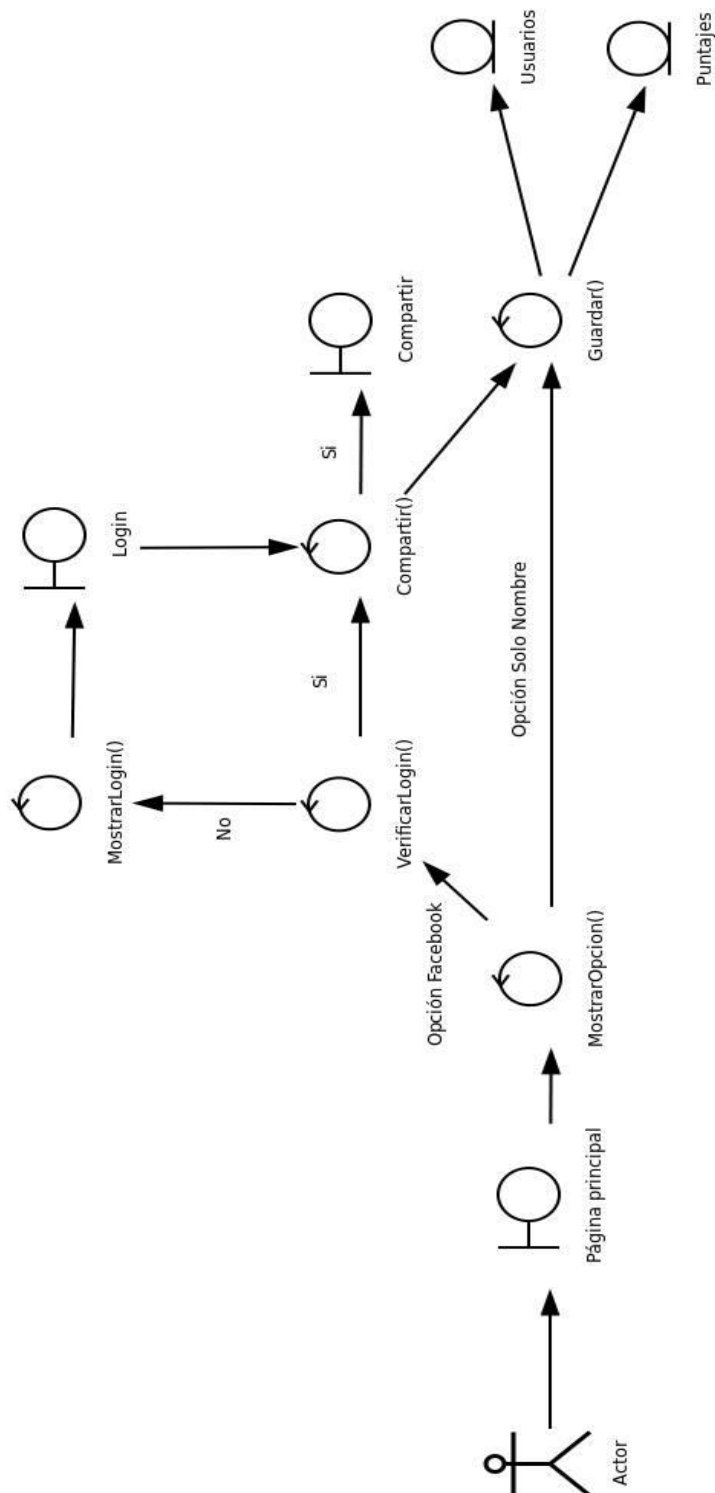 Actor
Página principal
MostrarOpcion()
Opción Facebook
Opción Solo Nombre
VerificarLogin()
No
Si
MostrarLogin()
Login
Compartir()
Si
Compartir
Guardar()
Usuarios
Puntajes